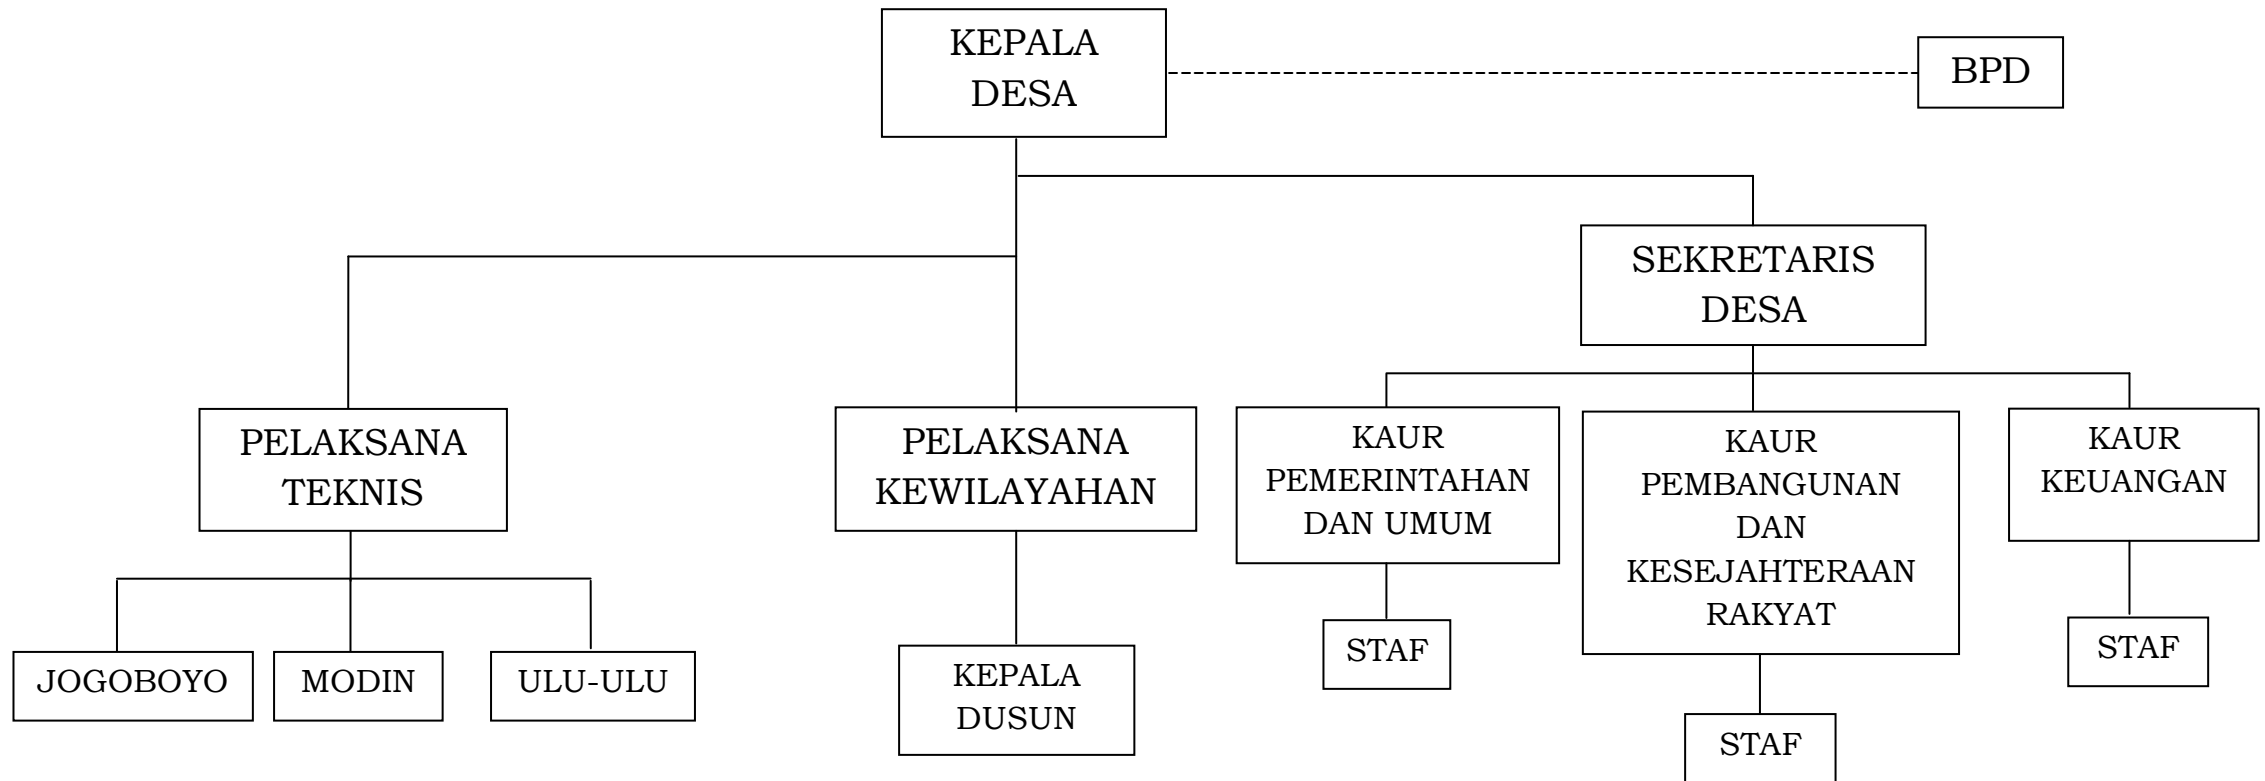 KEPALA
DESA
BPD
SEKRETARIS
DESA
PELAKSANA
TEKNIS
PELAKSANA
KEWILAYAHAN
KAUR
PEMERINTAHAN
DAN UMUM
KAUR
PEMBANGUNAN
DAN
KESEJAHTERAAN
RAKYAT
KAUR
KEUANGAN
JOGOBOYO
MODIN
ULU-ULU
KEPALA
DUSUN
STAF
STAF
STAF